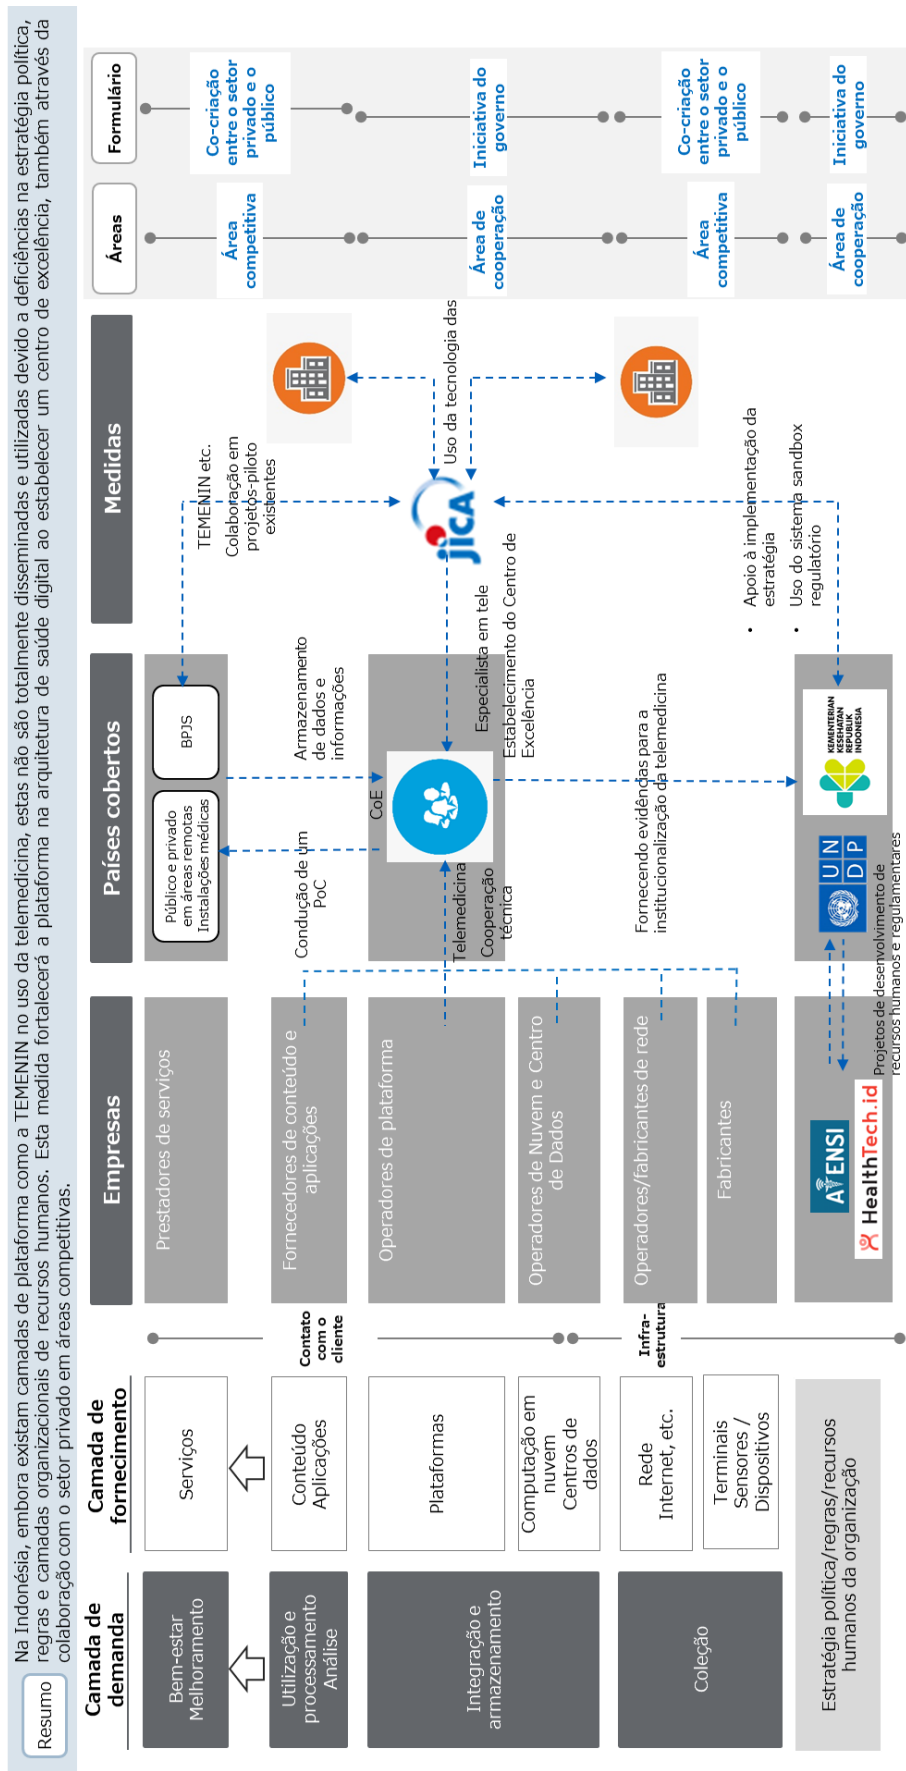 Resumo
Na Indonésia, embora existam camadas de plataforma como a TEMENIN no uso da telemedicina, estas não são totalmente disseminadas e utilizadas devido a deficiências na estratégia política,
regras e camadas organizacionais de recursos humanos. Esta medida fortalecerá a plataforma na arquitetura de saúde digital ao estabelecer um centro de excelência, também através da
colaboração com o setor privado em áreas competitivas.
Camada de
demanda
Camada de
fornecimento
Empresas
Países cobertos
Medidas
Áreas
Formulário
Bem-estar
Melhoramento
Serviços
Prestadores de serviços
Público e privado
em áreas remotas
Instalações médicas
BPJS
TEMENIN etc.
Colaboração em
projetos-piloto
existentes
Área
competitiva
Co-criação
entre o setor
privado e o
público
Utilização e
processamento
Análise
Conteúdo
Aplicações
Contato
com o
cliente
Fornecedores de conteúdo e
aplicações
Condução de um
PoC
Armazenamento
de dados e
informações
Integração e
armazenamento
Plataformas
Operadores de plataforma
CoE
Telemedicina
Cooperação
técnica
Especialista em tele
Estabelecimento do Centro de
Excelência
jICA
Uso da tecnologia das
Área de
cooperação
Iniciativa do
governo
Computação em
nuvem
Centros de
dados
Operadores de Nuvem e Centro
de Dados
Coleção
Rede
Internet, etc.
Infra-
estrutura
Operadores/fabricantes de rede
Fornecendo evidências para a
institucionalização da telemedicina
Área
competitiva
Co-criação
entre o setor
privado e o
público
Terminais
Sensores /
Dispositivos
Fabricantes
• Apoio à implementação da
estratégia
• Uso do sistema sandbox
regulatório
Estratégia política/regras/recursos
humanos da organização
ATENSI
HealthTech.id
Projetos de desenvolvimento de
recursos humanos e regulamentares
U N
D P
KEMENTERIAN
KESEHATAN
REPUBLIK
INDONESIA
Área de
cooperação
Iniciativa do
governo